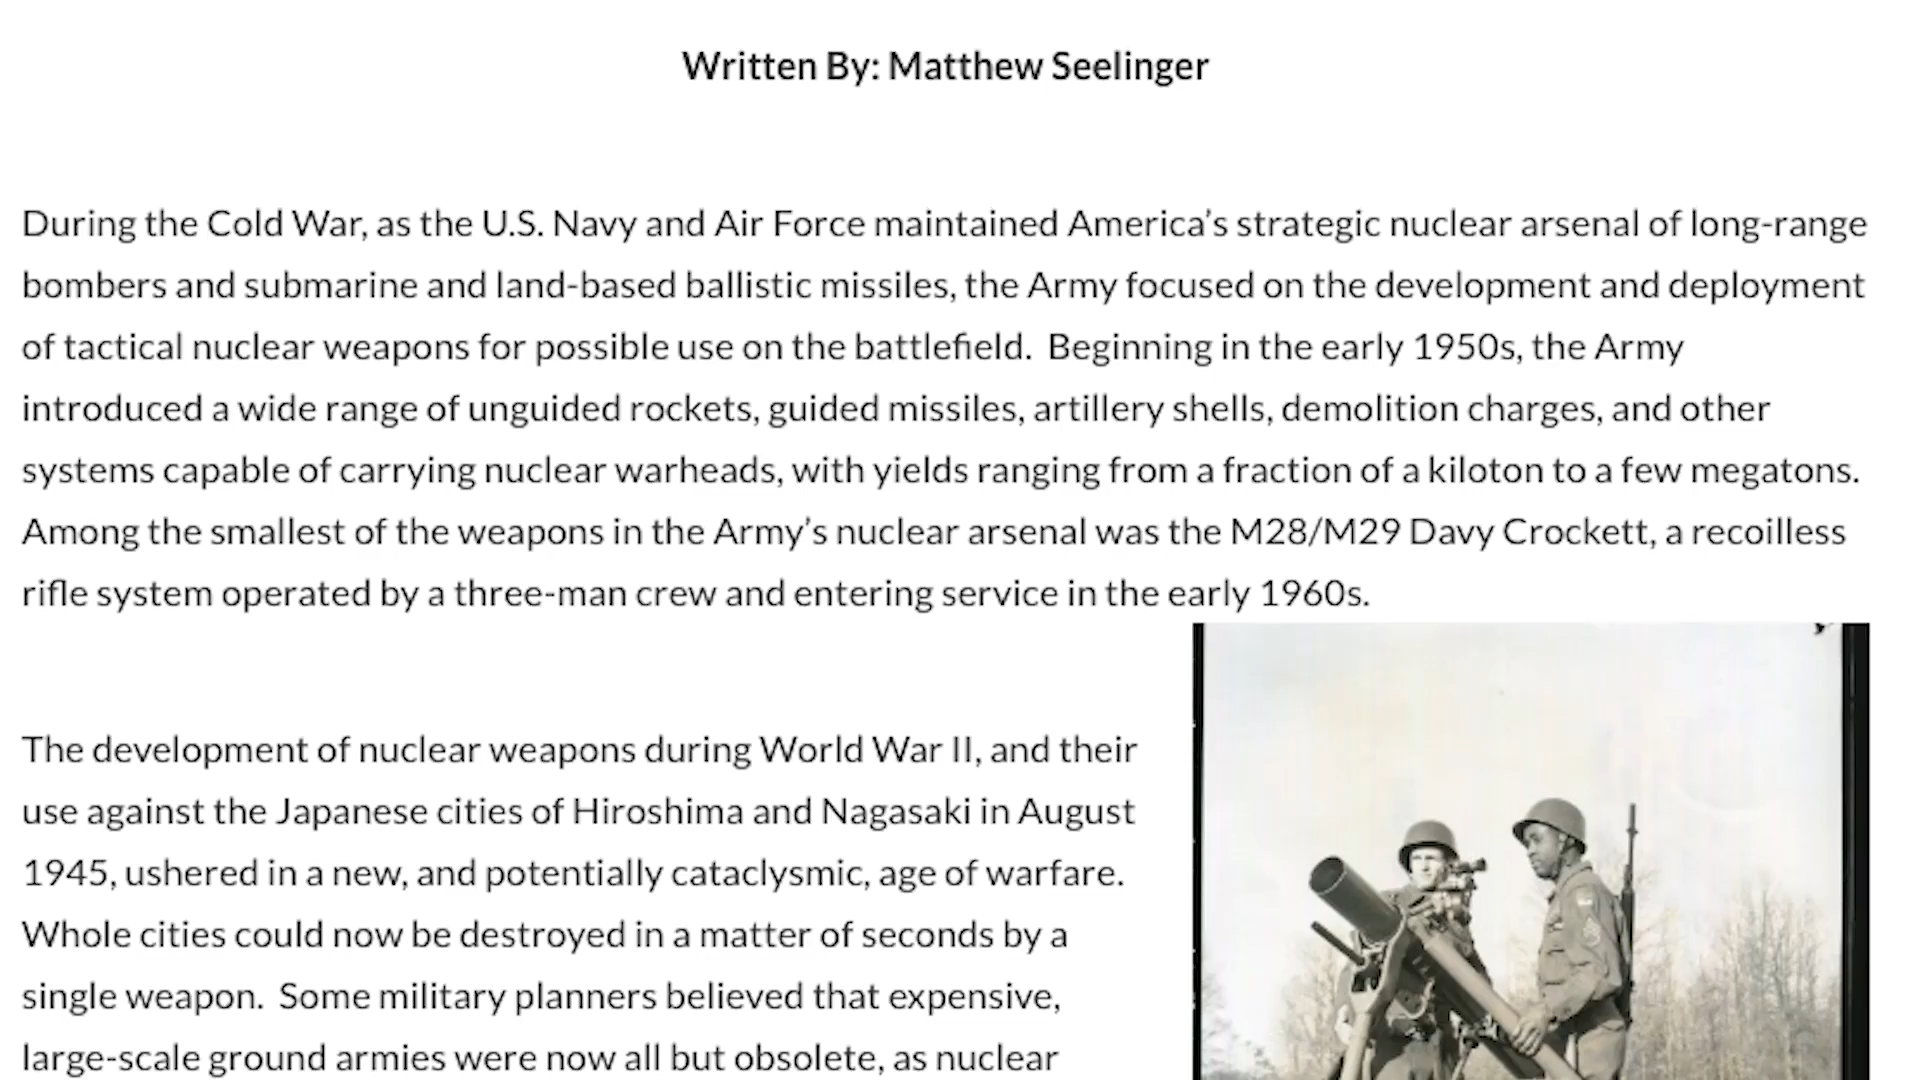 Written By: Matthew Seelinger
During the Cold War, as the U.S. Navy and Air Force maintained America’s strategic nuclear arsenal of long-range
bombers and submarine and land-based ballistic missiles, the Army focused on the development and deployment
of tactical nuclear weapons for possible use on the battlefield.  Beginning in the early 1950s, the Army
introduced a wide range of unguided rockets, guided missiles, artillery shells, demolition charges, and other
systems capable of carrying nuclear warheads, with yields ranging from a fraction of a kiloton to a few megatons.
Among the smallest of the weapons in the Army’s nuclear arsenal was the M28/M29 Davy Crockett, a recoilless
rifle system operated by a three-man crew and entering service in the early 1960s.
The development of nuclear weapons during World War II, and their
use against the Japanese cities of Hiroshima and Nagasaki in August
1945, ushered in a new, and potentially cataclysmic, age of warfare.
Whole cities could now be destroyed in a matter of seconds by a
single weapon.  Some military planners believed that expensive,
large-scale ground armies were now all but obsolete, as nuclear